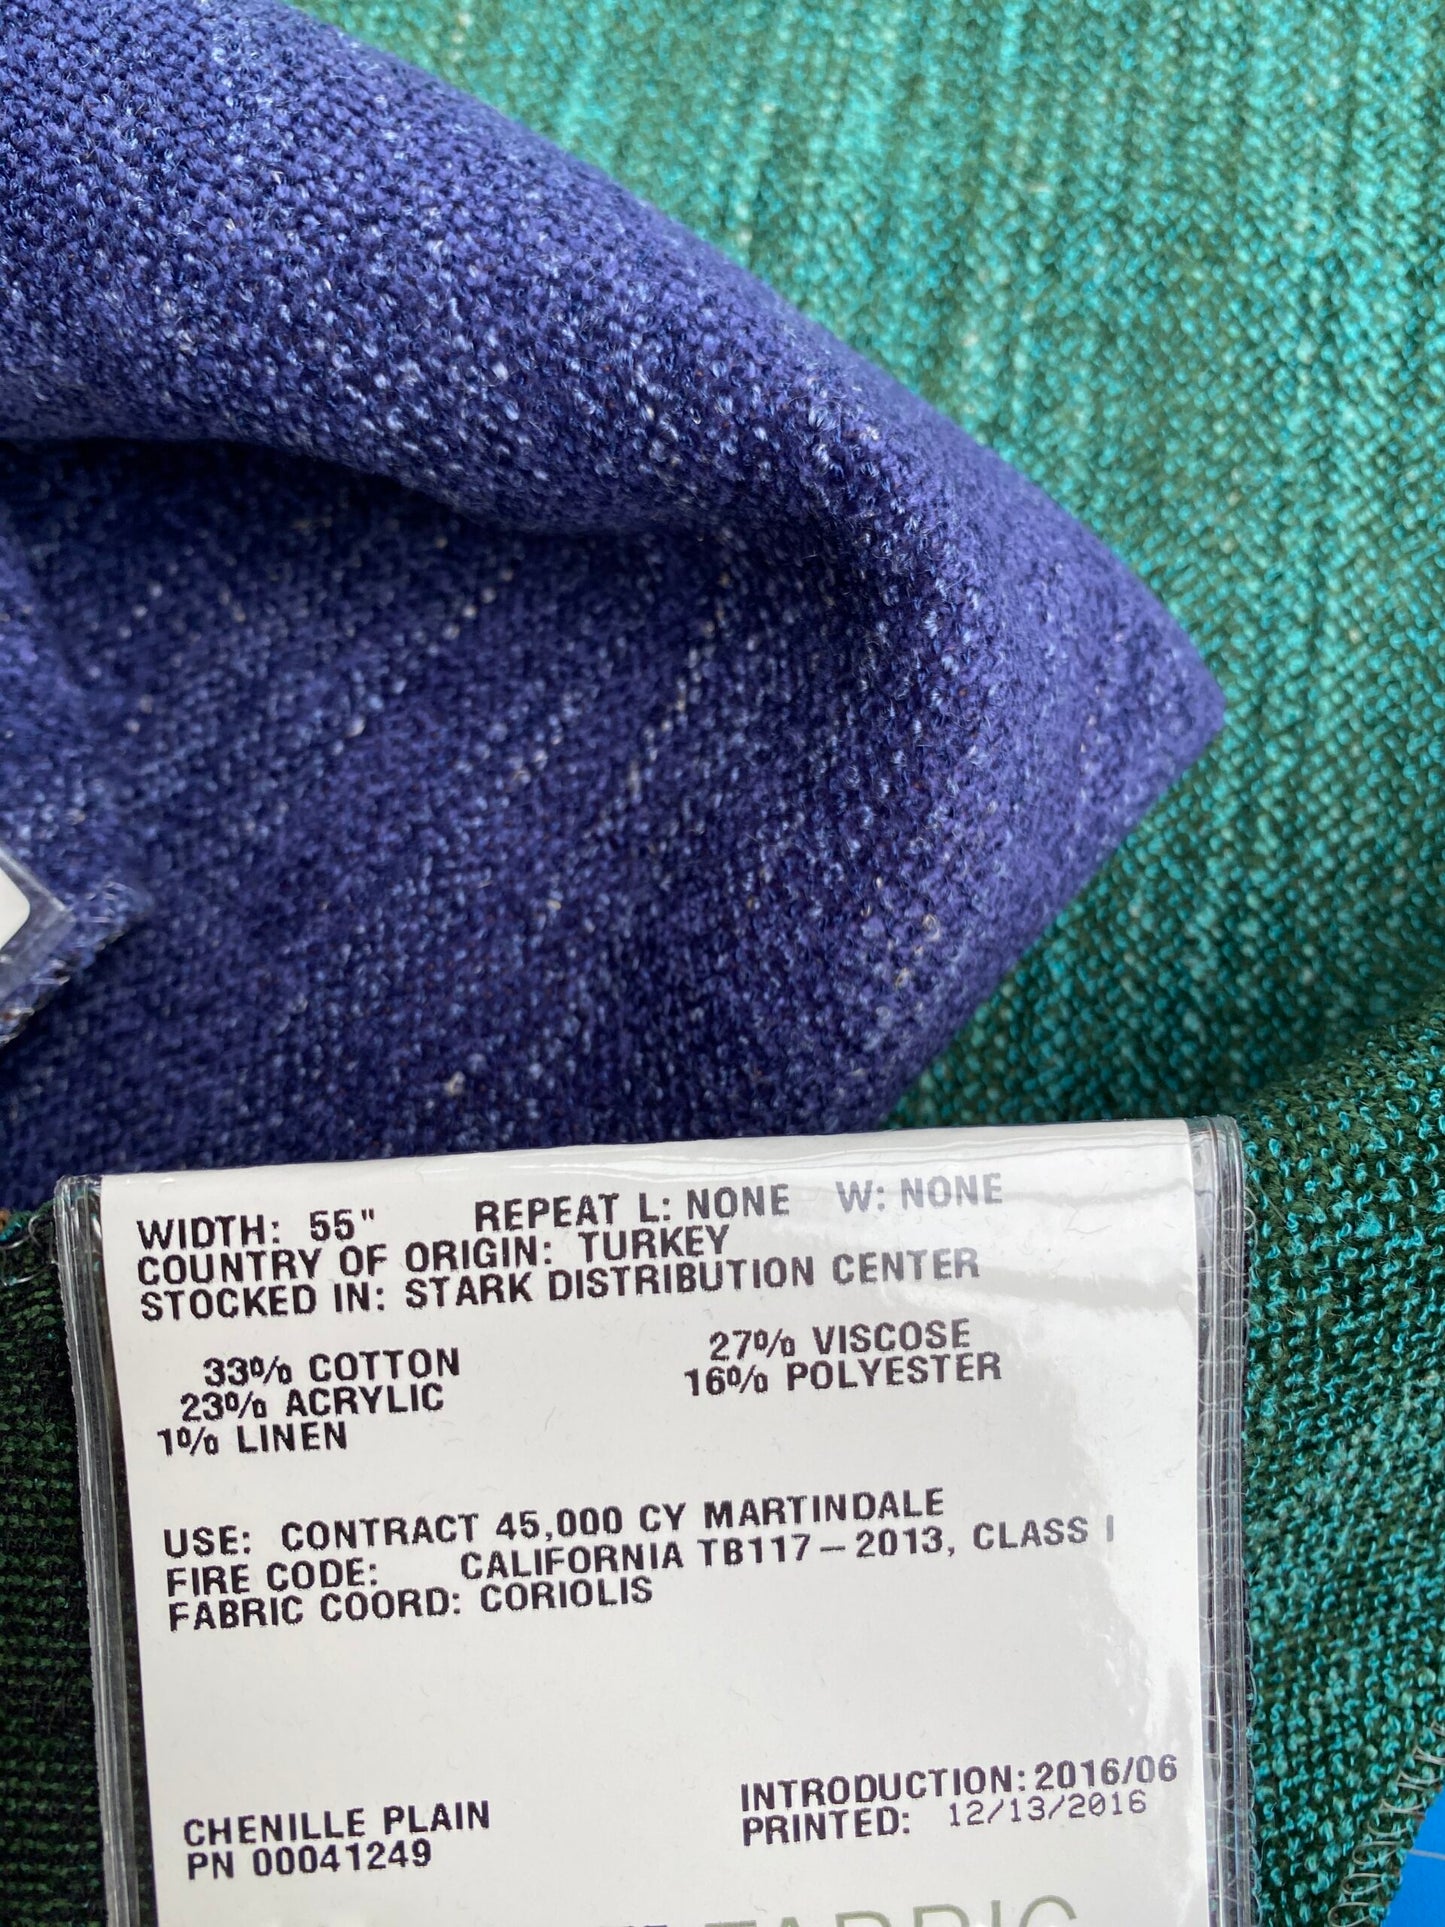 WIDTH: 55" REPEAT L: NONE W: NONE
COUNTRY OF ORIGIN: TURKEY
STOCKED IN: STARK DISTRIBUTION CENTER
33% COTTON 27% VISCOSE
23% ACRYLIC 16% POLYESTER
1% LINEN
USE: CONTRACT 45,000 CY MARTINDALE
FIRE CODE: CALIFORNIA TB117-2013, CLASS I
FABRIC COORD: CORIOLIS
INTRODUCTION: 2016/06
CHENILLE PLAIN PRINTED: 12/13/2016
PN 00041249
FABRIC